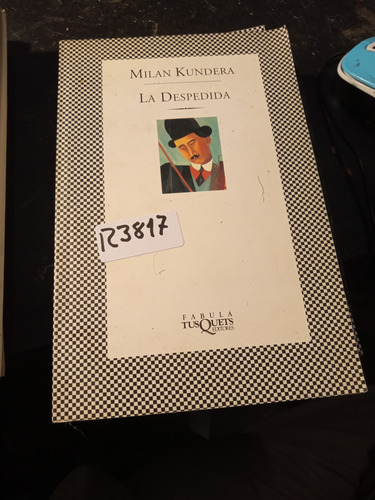 MILAN KUNDERA
LA DESPEDIDA
R3817
FABULA
TUSQUETS
EDITORES